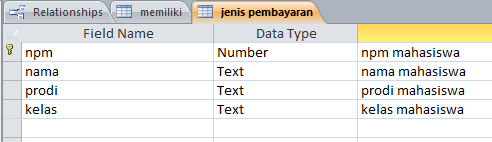 Relationships memiliki jenis pembayaran
Field Name Data Type
npm Number npm mahasiswa
nama Text nama mahasiswa
prodi Text prodi mahasiswa
kelas Text kelas mahasiswa